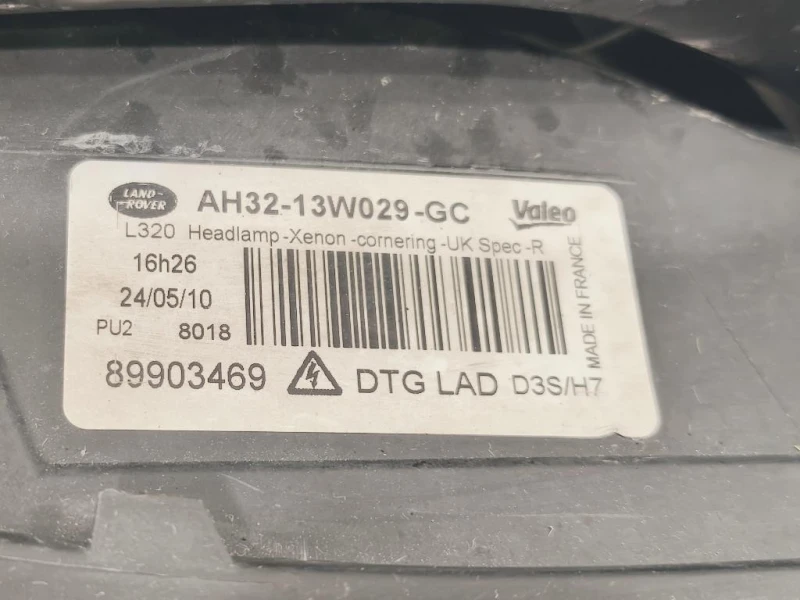 LAND-
ROVER
AH32-13W029-GC
Valeo
L320 Headlamp-Xenon-cornering-UK Spec-R
16h26
24/05/10
PU2 8018
MADE IN FRANCE
89903469 DTG LAD D3S/H7